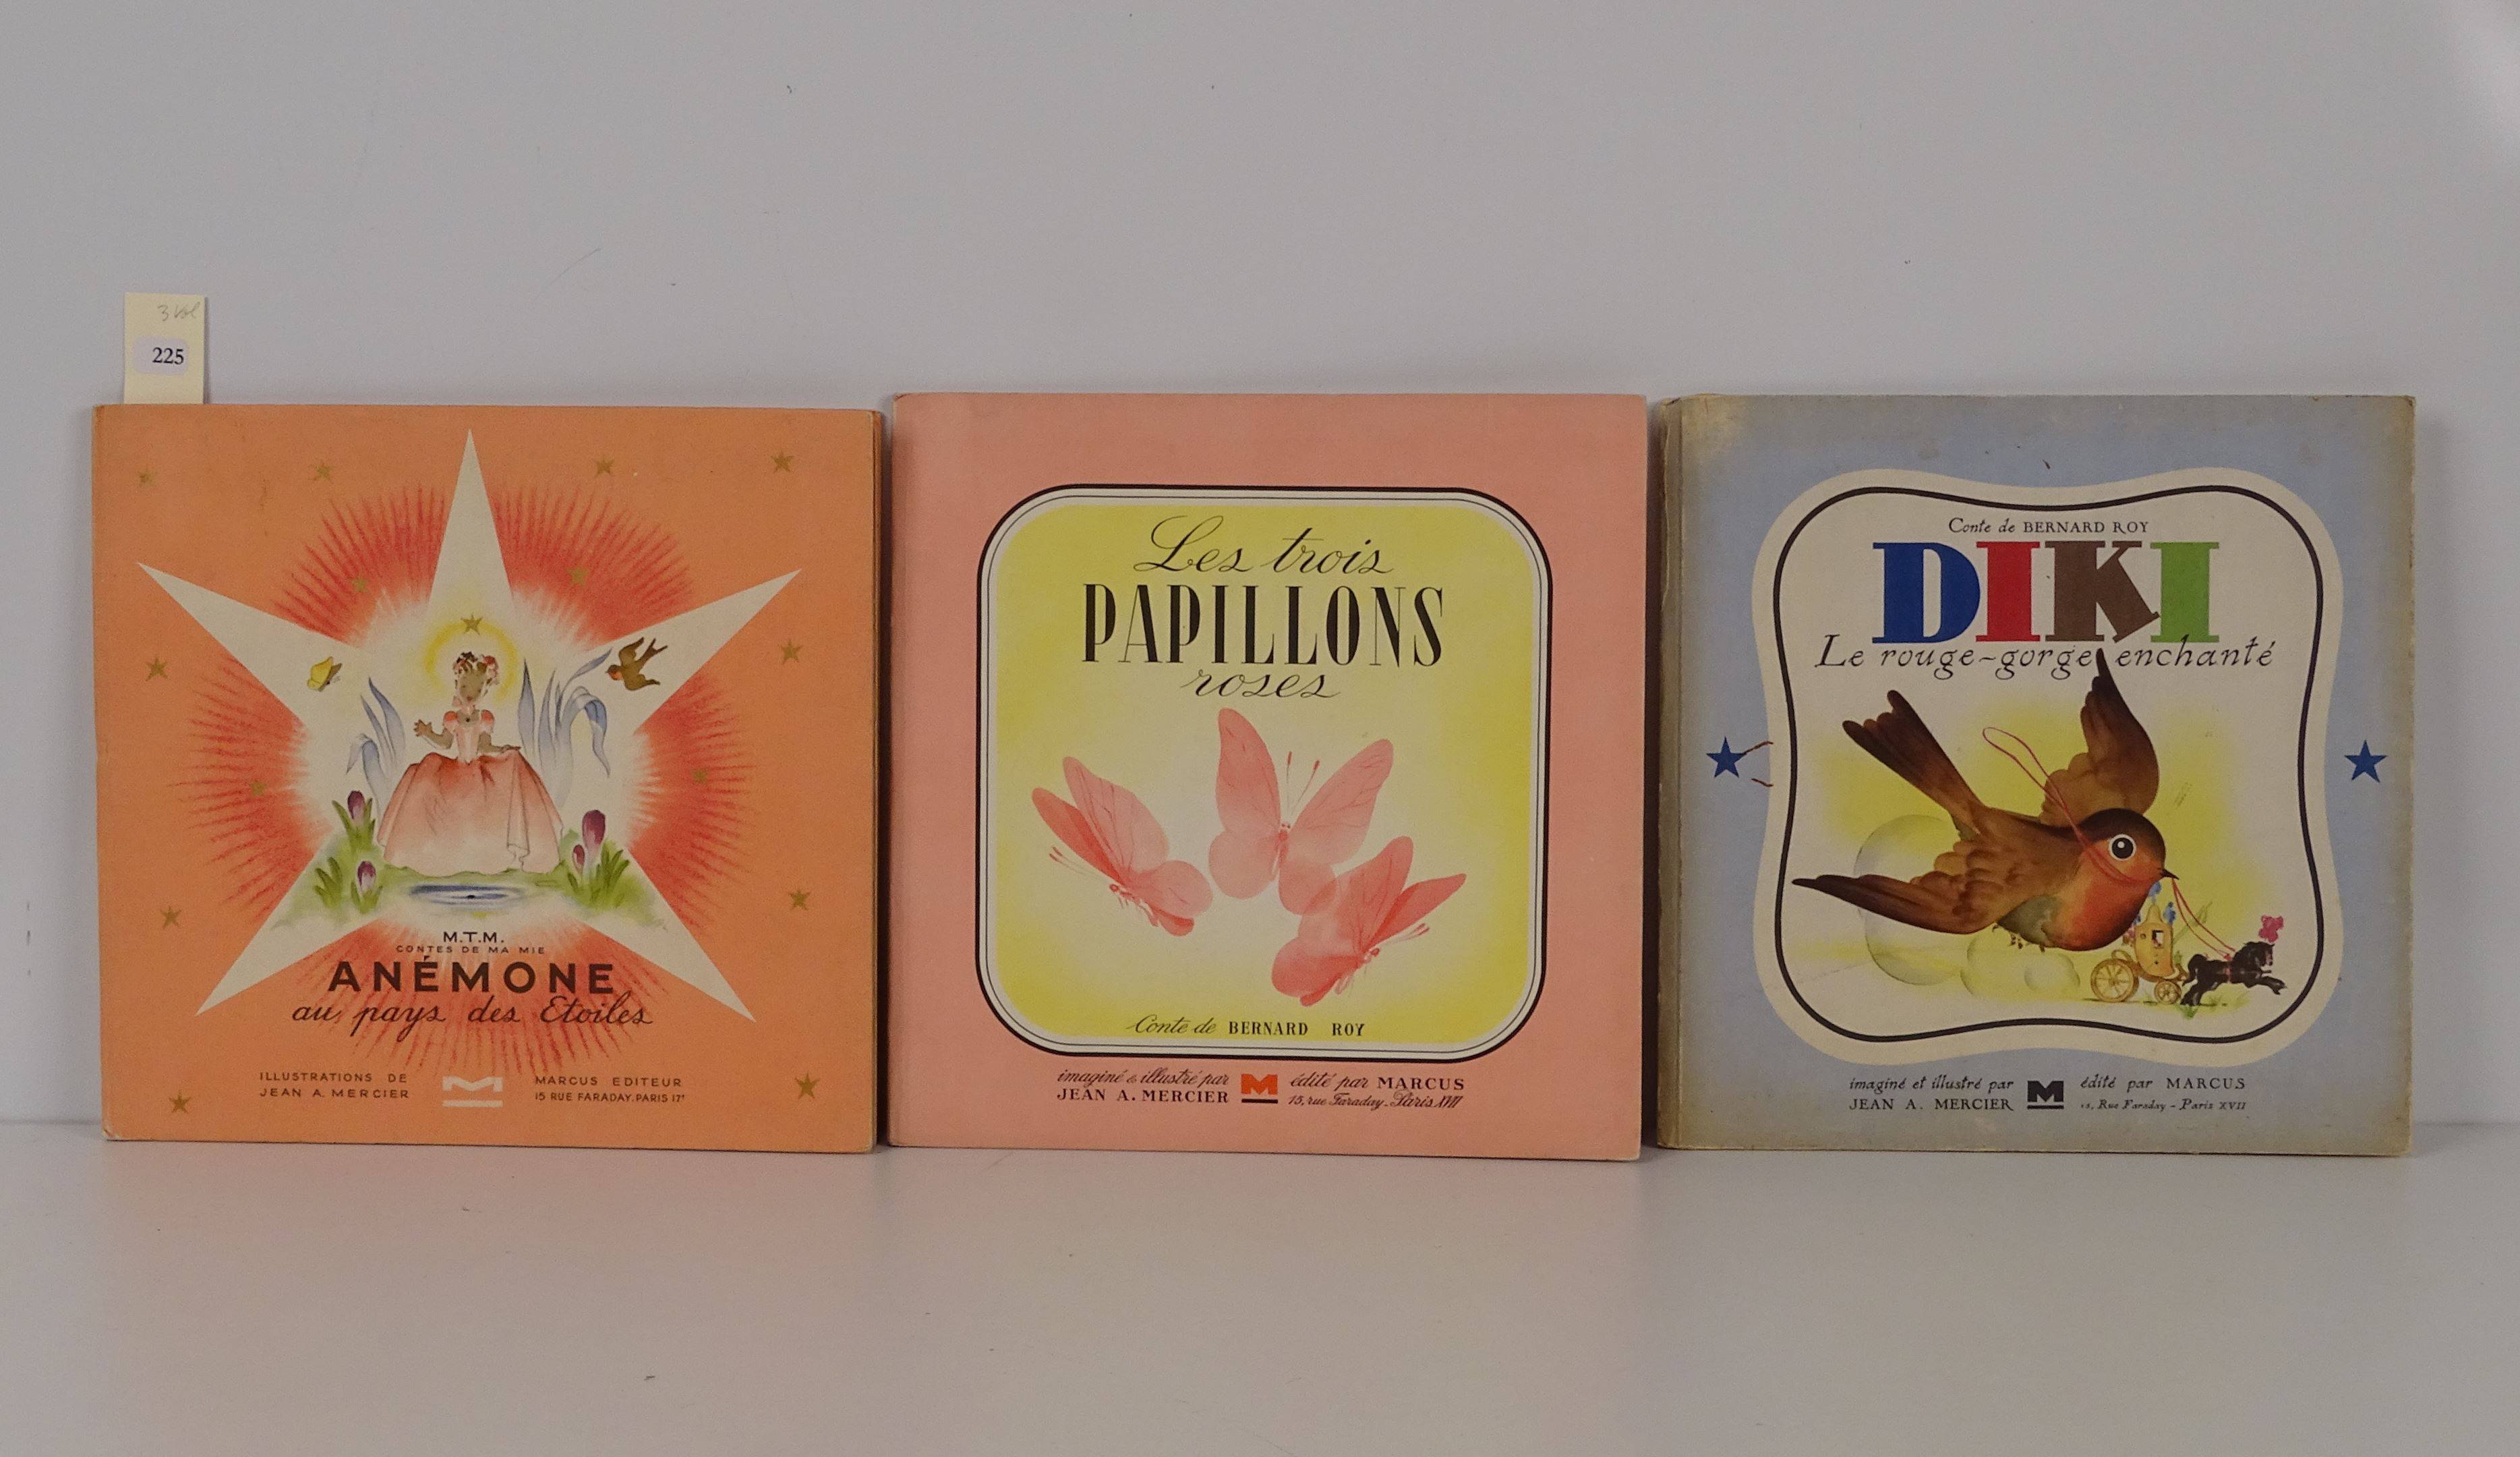 3 Vol
225
M.T.M.
CONTES DE MA MIE
ANÉMONE
au pays des Etoiles
ILLUSTRATIONS DE
JEAN A. MERCIER
M
MARCUS EDITEUR
15 RUE FARADAY. PARIS 17ᵉ
Les trois
PAPILLONS
roses
Conte de BERNARD ROY
imaginé & illustré par
JEAN A. MERCIER
M
édité par MARCUS
15, rue Faraday - Paris XVII
Conte de BERNARD ROY
DIKI
Le rouge-gorge enchanté
imaginé et illustré par
JEAN A. MERCIER
M
édité par MARCUS
15, Rue Faraday - Paris XVII